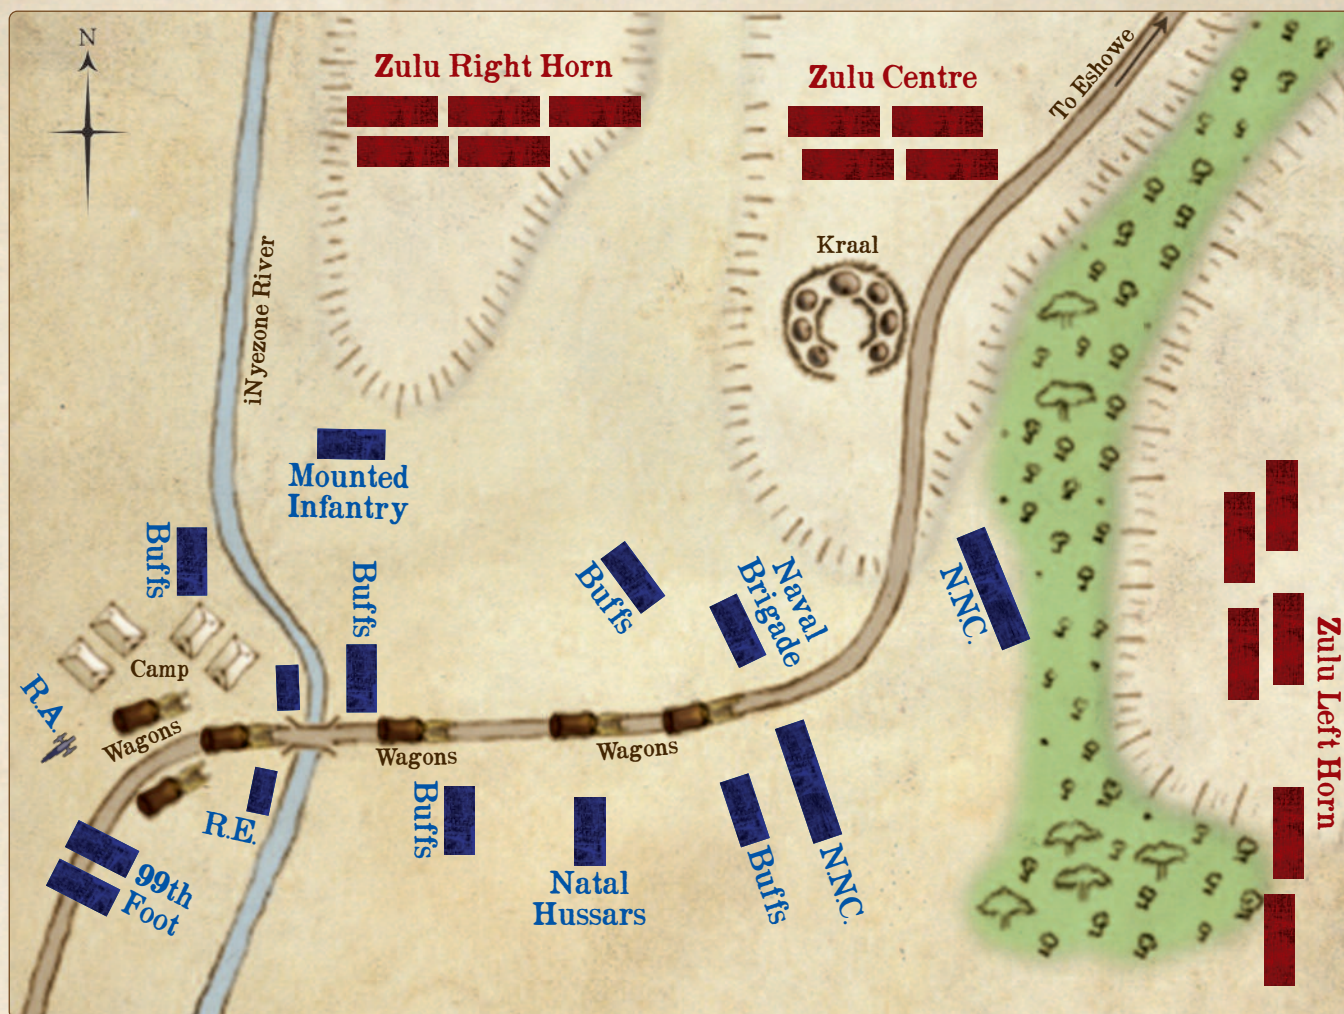 N
Zulu Right Horn
Zulu Centre
To Eshowe
Kraal
iNyezone River
Mounted
Infantry
Buffs
Buffs
Buffs
Naval
Brigade
N.N.C.
Zulu Left Horn
Camp
R.A.
Wagons
Wagons
Wagons
R.E.
Buffs
99th
Foot
Natal
Hussars
Buffs
N.N.C.